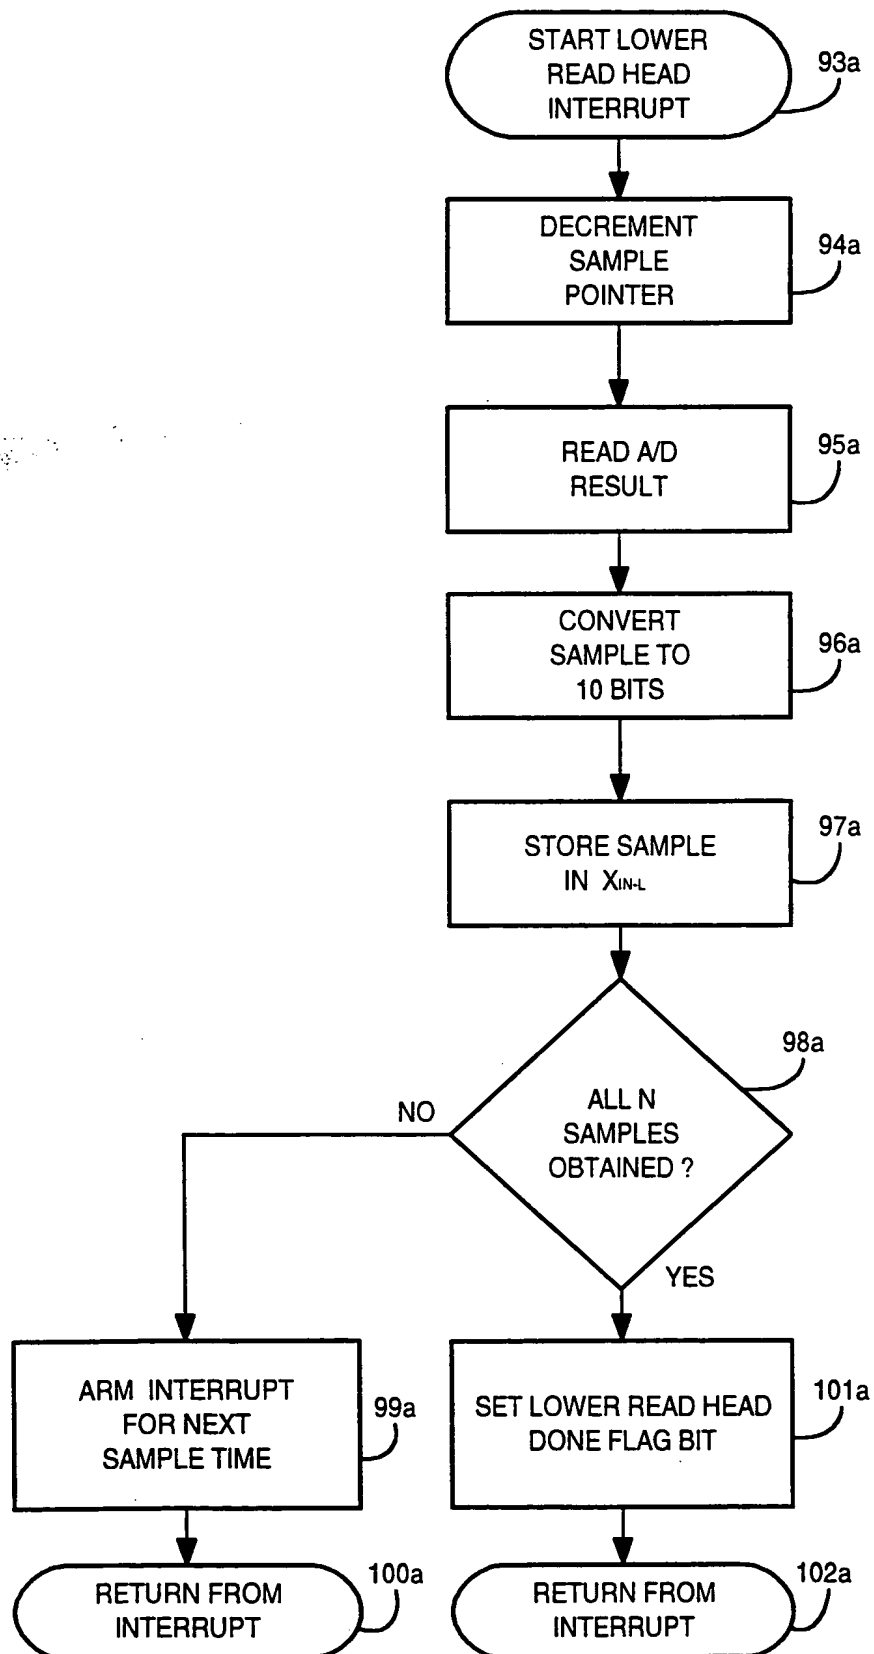 START LOWER
READ HEAD
INTERRUPT
93a
DECREMENT
SAMPLE
POINTER
94a
READ A/D
RESULT
95a
CONVERT
SAMPLE TO
10 BITS
96a
STORE SAMPLE
IN XIN-L
97a
ALL N
SAMPLES
OBTAINED ?
98a
NO
YES
ARM INTERRUPT
FOR NEXT
SAMPLE TIME
99a
SET LOWER READ HEAD
DONE FLAG BIT
101a
RETURN FROM
INTERRUPT
100a
RETURN FROM
INTERRUPT
102a